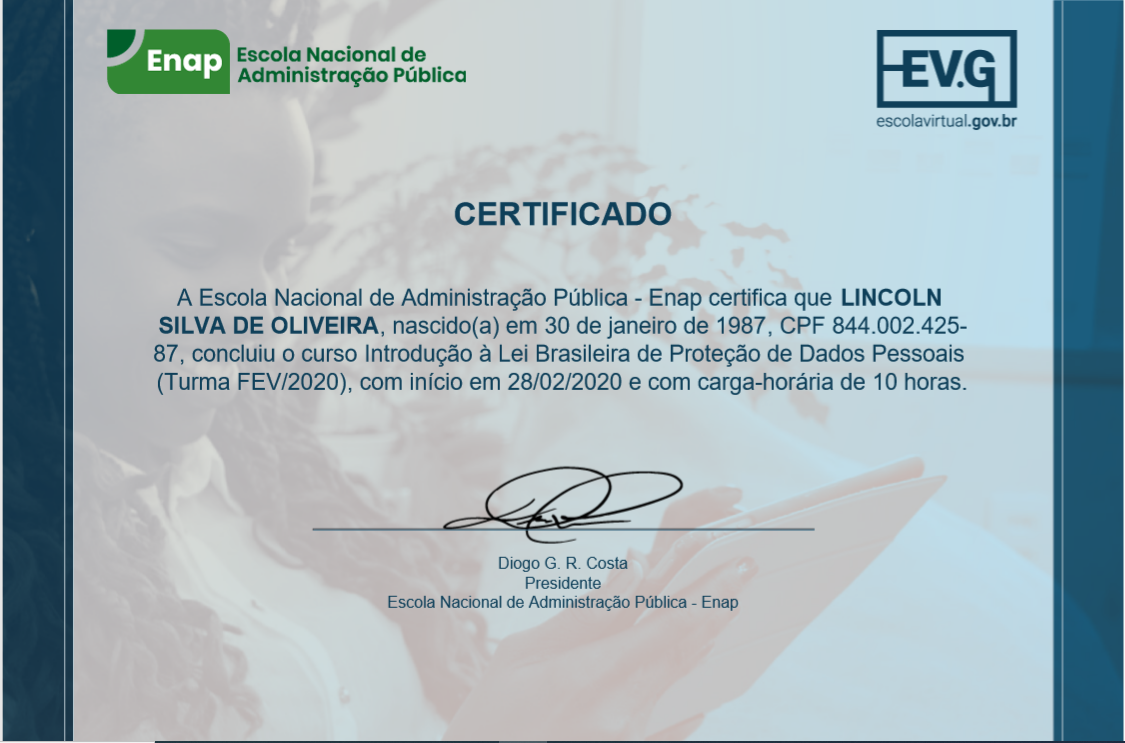 Enap
Escola Nacional de
Administração Pública
EV.G
escolavirtual.gov.br
CERTIFICADO
A Escola Nacional de Administração Pública - Enap certifica que LINCOLN
SILVA DE OLIVEIRA, nascido(a) em 30 de janeiro de 1987, CPF 844.002.425-
87, concluiu o curso Introdução à Lei Brasileira de Proteção de Dados Pessoais
(Turma FEV/2020), com início em 28/02/2020 e com carga-horária de 10 horas.
Diogo G. R. Costa
Presidente
Escola Nacional de Administração Pública - Enap